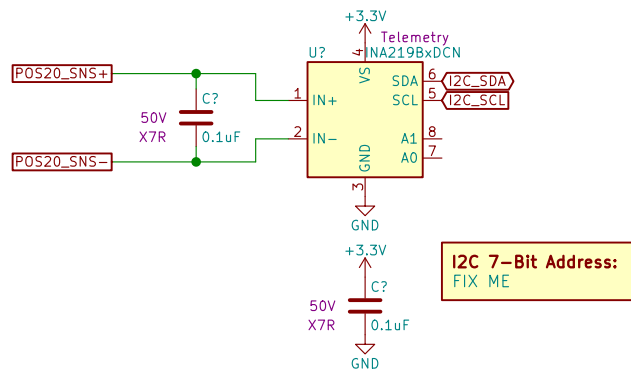 +3.3V
Telemetry
U?
INA219BxDCN
POS20_SNS+
4
VS
SDA
6
I2C_SDA
C?
1
IN+
SCL
5
I2C_SCL
50V
X7R
0.1uF
2
IN-
A1
8
GND
A0
7
POS20_SNS-
3
GND
+3.3V
I2C 7-Bit Address:
FIX ME
C?
50V
X7R
0.1uF
GND